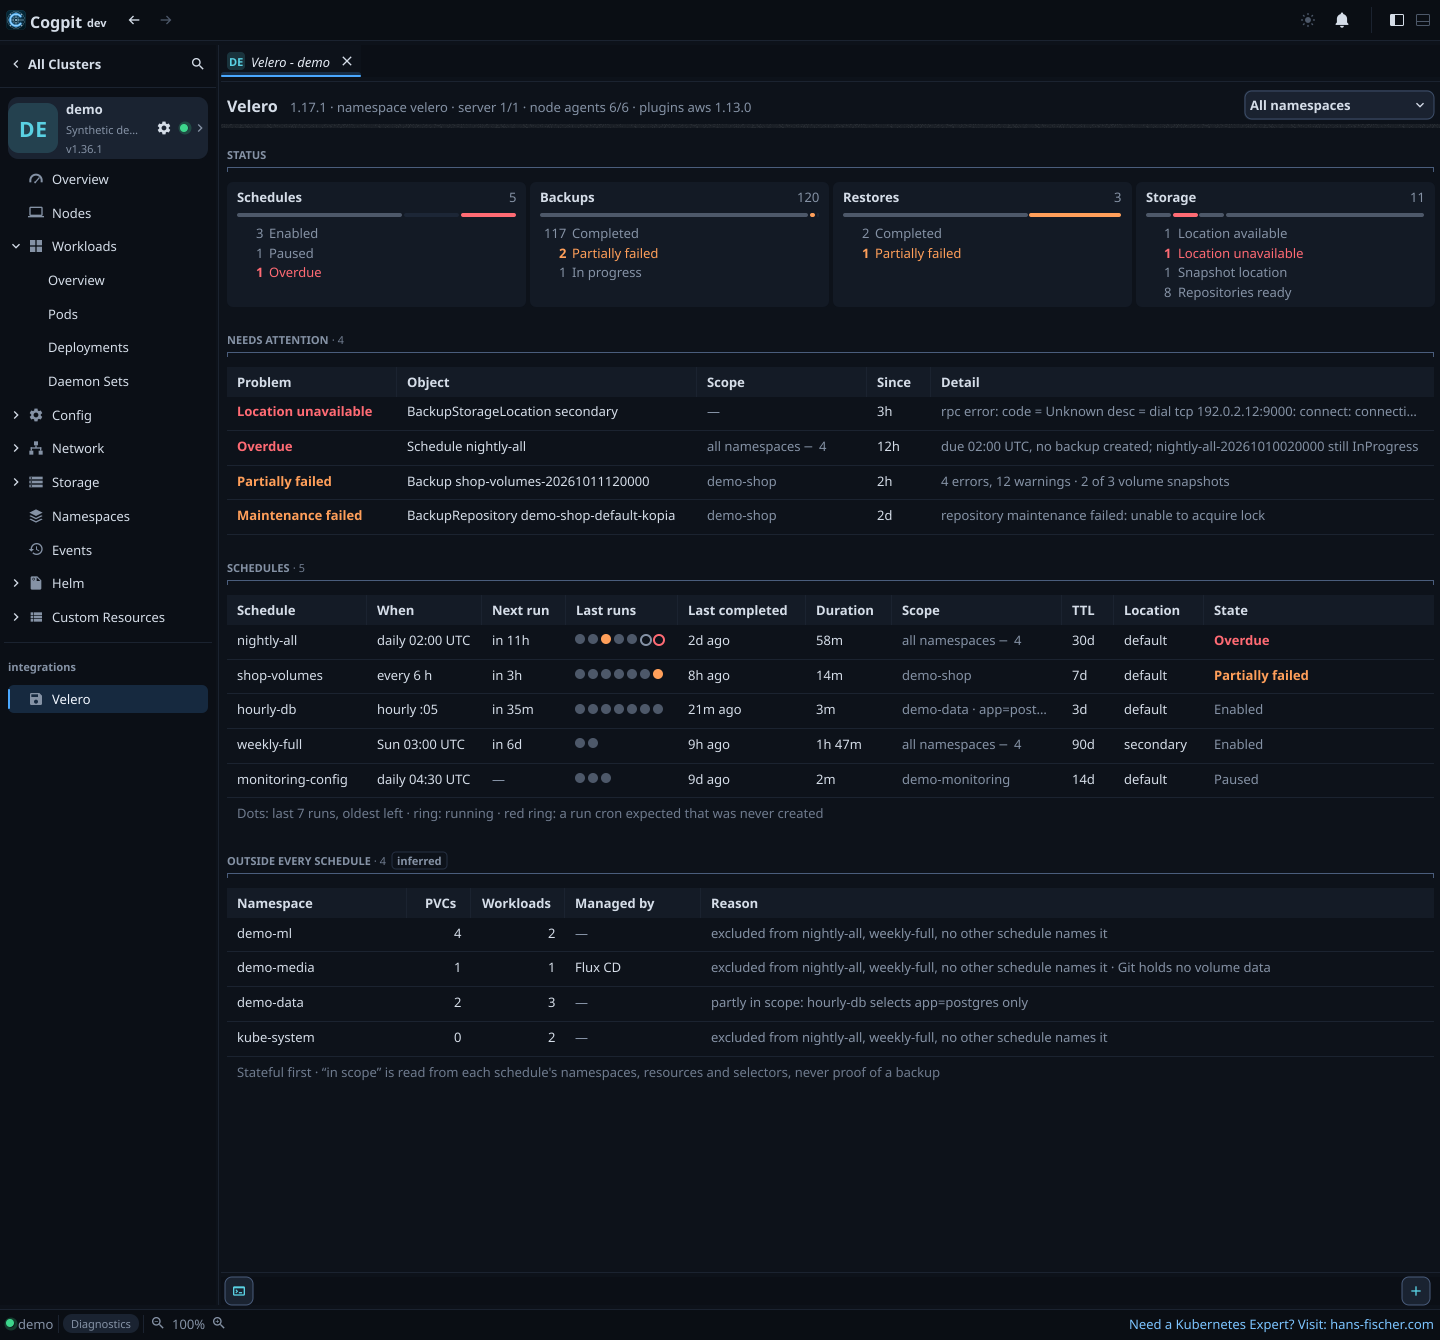 Cogpit dev
All Clusters
DE Velero - demo
DE
demo
Synthetic de...
v1.36.1
Overview
Nodes
Workloads
Overview
Pods
Deployments
Daemon Sets
Config
Network
Storage
Namespaces
Events
Helm
Custom Resources
integrations
Velero
Velero 1.17.1 · namespace velero · server 1/1 · node agents 6/6 · plugins aws 1.13.0
All namespaces
STATUS
Schedules 5
3 Enabled
1 Paused
1 Overdue
Backups 120
117 Completed
2 Partially failed
1 In progress
Restores 3
2 Completed
1 Partially failed
Storage 11
1 Location available
1 Location unavailable
1 Snapshot location
8 Repositories ready
NEEDS ATTENTION · 4
Problem Object Scope Since Detail
Location unavailable BackupStorageLocation secondary — 3h rpc error: code = Unknown desc = dial tcp 192.0.2.12:9000: connect: connecti...
Overdue Schedule nightly-all all namespaces − 4 12h due 02:00 UTC, no backup created; nightly-all-20261010020000 still InProgress
Partially failed Backup shop-volumes-20261011120000 demo-shop 2h 4 errors, 12 warnings · 2 of 3 volume snapshots
Maintenance failed BackupRepository demo-shop-default-kopia demo-shop 2d repository maintenance failed: unable to acquire lock
SCHEDULES · 5
Schedule When Next run Last runs Last completed Duration Scope TTL Location State
nightly-all daily 02:00 UTC in 11h 2d ago 58m all namespaces − 4 30d default Overdue
shop-volumes every 6 h in 3h 8h ago 14m demo-shop 7d default Partially failed
hourly-db hourly :05 in 35m 21m ago 3m demo-data · app=post... 3d default Enabled
weekly-full Sun 03:00 UTC in 6d 9h ago 1h 47m all namespaces − 4 90d secondary Enabled
monitoring-config daily 04:30 UTC — 9d ago 2m demo-monitoring 14d default Paused
Dots: last 7 runs, oldest left · ring: running · red ring: a run cron expected that was never created
OUTSIDE EVERY SCHEDULE · 4 inferred
Namespace PVCs Workloads Managed by Reason
demo-ml 4 2 — excluded from nightly-all, weekly-full, no other schedule names it
demo-media 1 1 Flux CD excluded from nightly-all, weekly-full, no other schedule names it · Git holds no volume data
demo-data 2 3 — partly in scope: hourly-db selects app=postgres only
kube-system 0 2 — excluded from nightly-all, weekly-full, no other schedule names it
Stateful first · “in scope” is read from each schedule's namespaces, resources and selectors, never proof of a backup
demo Diagnostics 100% Need a Kubernetes Expert? Visit: hans-fischer.com